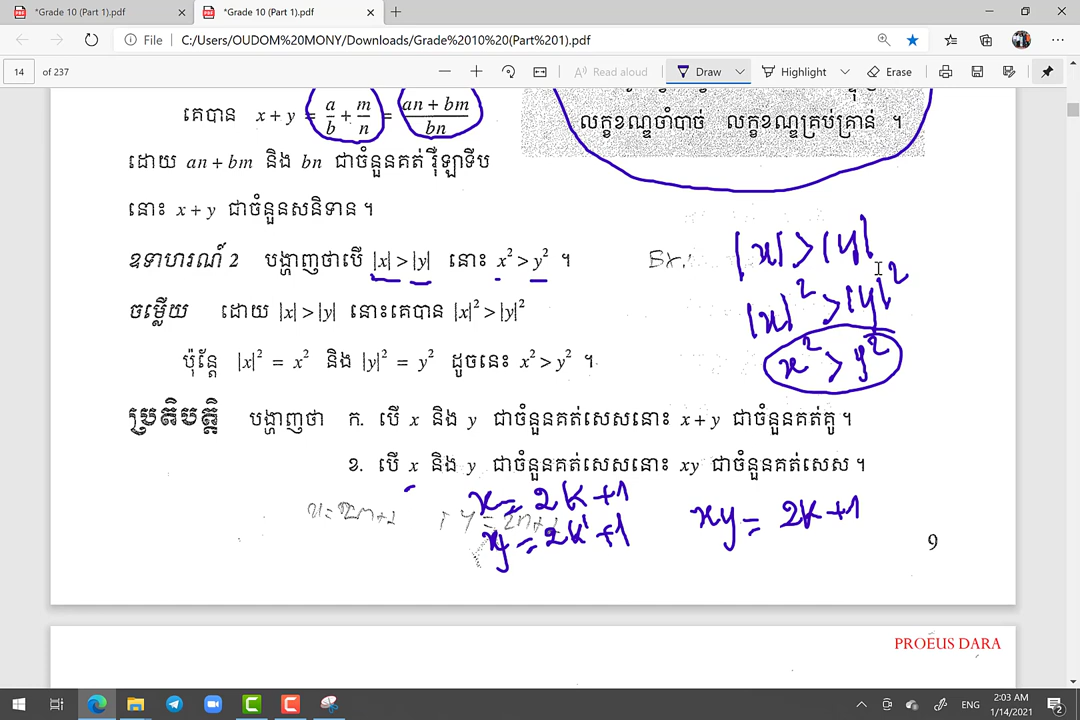 *Grade 10 (Part 1).pdf
*Grade 10 (Part 1).pdf
File C:/Users/OUDOM%20MONY/Downloads/Grade%2010%20(Part%201).pdf
14 of 237 Read aloud Draw Highlight Erase
គេបាន x + y = a/b + m/n = (an + bm)/bn
លក្ខខណ្ឌចាំបាច់ លក្ខខណ្ឌគ្រប់គ្រាន់ ។
ដោយ an + bm និង bn ជាចំនួនគត់ រ៉ឺឡាទីប
នោះ x + y ជាចំនួនសនិទាន ។
ឧទាហរណ៍ 2 បង្ហាញថាបើ |x| > |y| នោះ x² > y² ។
Ex.
|x| > |y|
ចម្លើយ ដោយ |x| > |y| នោះគេបាន |x|² > |y|²
|x|² > |y|²
ប៉ុន្តែ |x|² = x² និង |y|² = y² ដូចនេះ x² > y² ។
x² > y²
ប្រតិបត្តិ បង្ហាញថា ក. បើ x និង y ជាចំនួនគត់សេសនោះ x + y ជាចំនួនគត់គូ ។
ខ. បើ x និង y ជាចំនួនគត់សេសនោះ xy ជាចំនួនគត់សេស ។
x = 2k + 1
xy = 2k + 1
y = 2k' + 1
9
PROEUS DARA
ENG
2:03 AM
1/14/2021
2